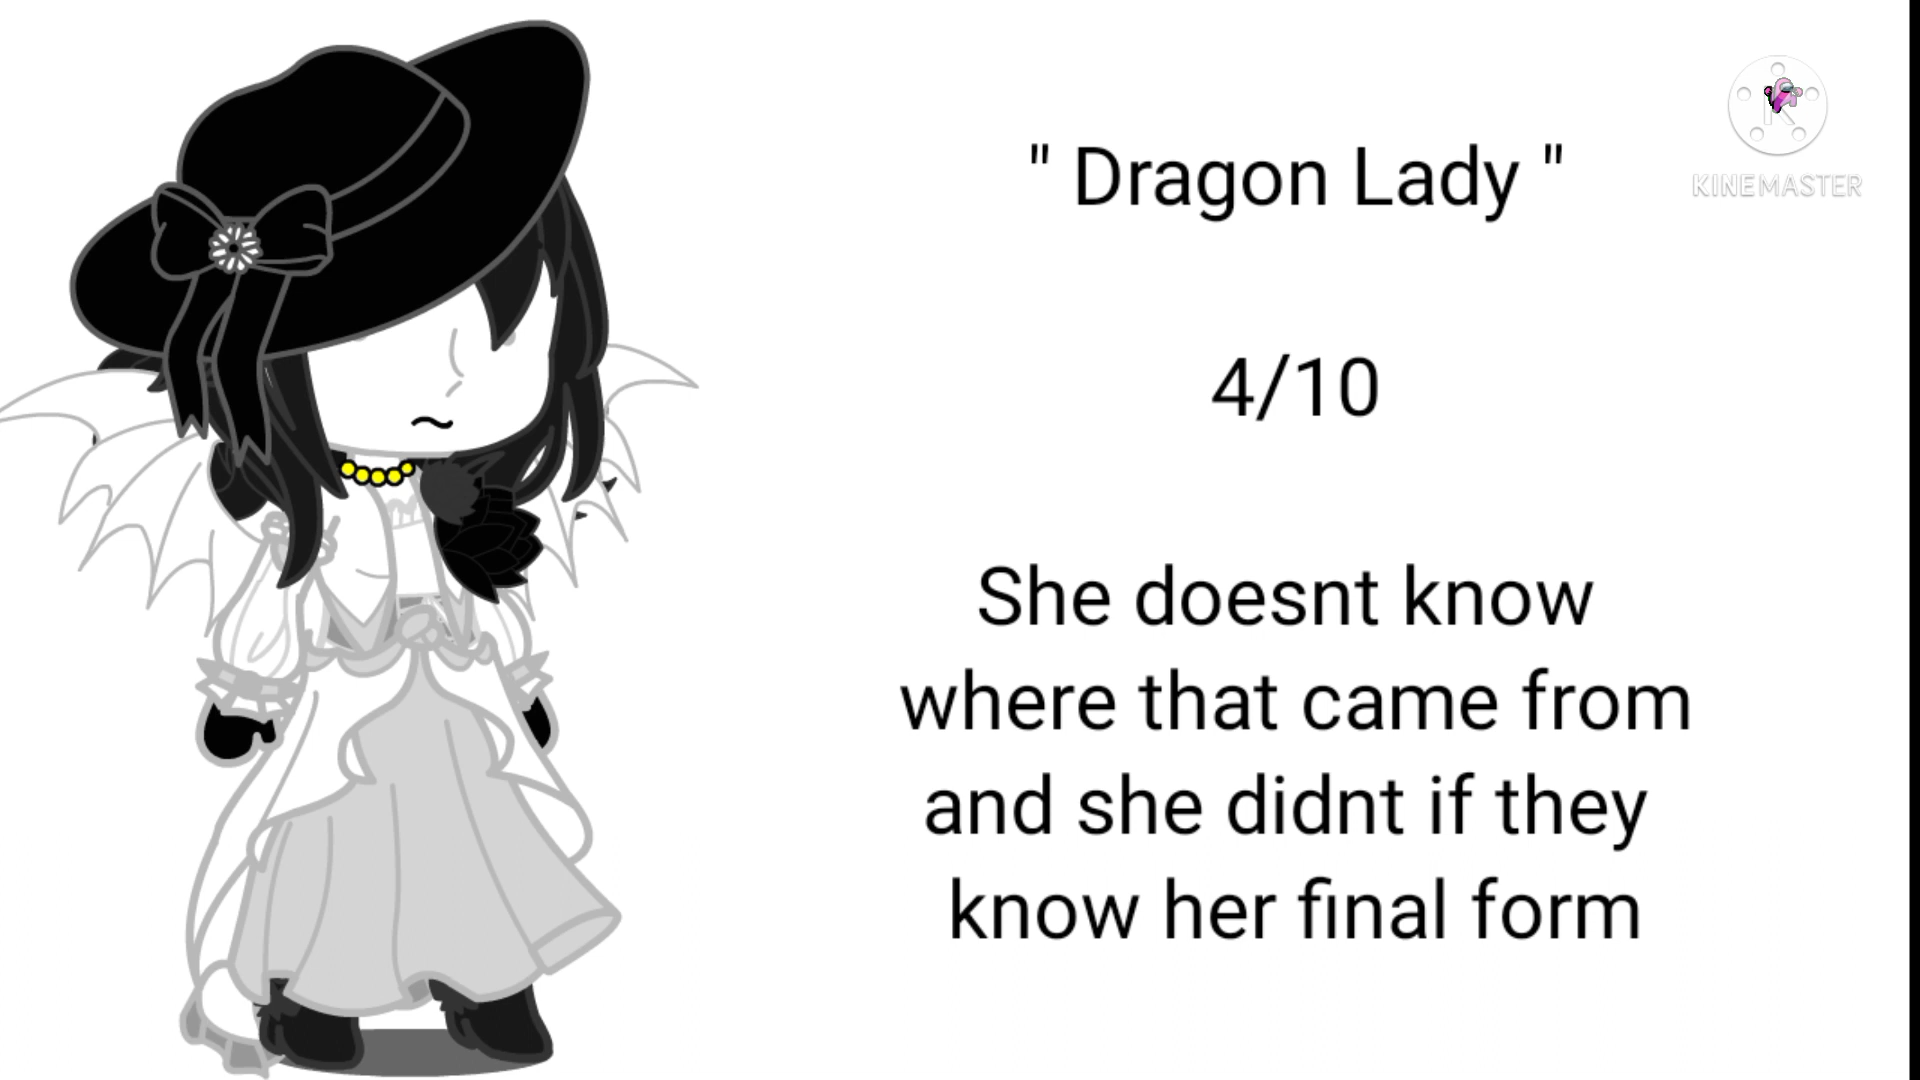 " Dragon Lady "
4/10
She doesnt know
where that came from
and she didnt if they
know her final form
KINEMASTER